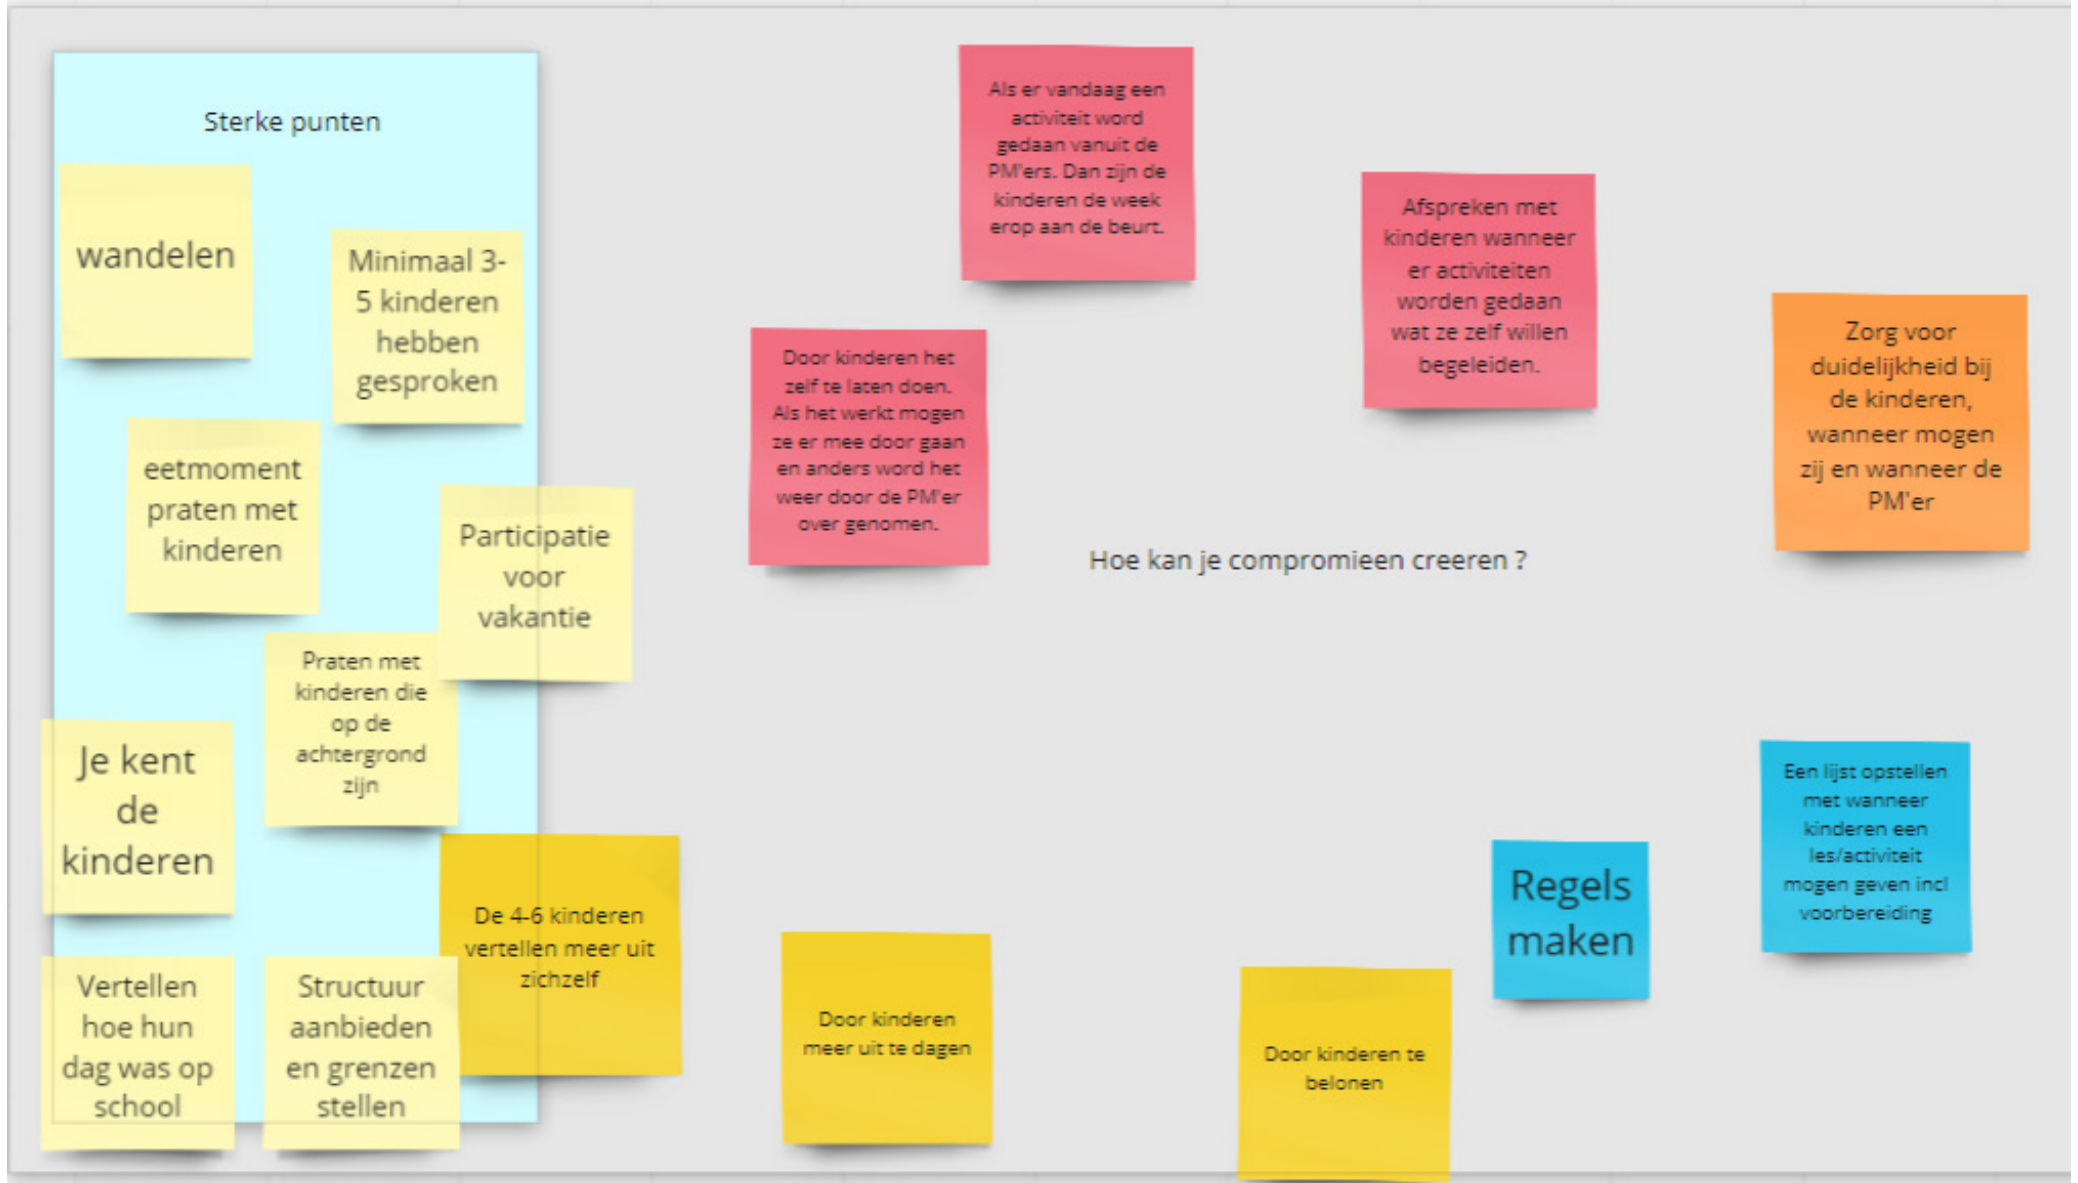 Sterke punten
wandelen
Minimaal 3-
5 kinderen
hebben
gesproken
eetmoment
praten met
kinderen
Participatie
voor
vakantie
Praten met
kinderen die
op de
achtergrond
zijn
Je kent
de
kinderen
De 4-6 kinderen
vertellen meer uit
zichzelf
Vertellen
hoe hun
dag was op
school
Structuur
aanbieden
en grenzen
stellen
Als er vandaag een
activiteit word
gedaan vanuit de
PM'ers. Dan zijn de
kinderen de week
erop aan de beurt.
Afspreken met
kinderen wanneer
er activiteiten
worden gedaan
wat ze zelf willen
begeleiden.
Door kinderen het
zelf te laten doen.
Als het werkt mogen
ze er mee door gaan
en anders word het
weer door de PM'er
over genomen.
Zorg voor
duidelijkheid bij
de kinderen,
wanneer mogen
zij en wanneer de
PM'er
Hoe kan je compromieen creeren ?
Een lijst opstellen
met wanneer
kinderen een
les/activiteit
mogen geven incl
voorbereiding
Regels
maken
Door kinderen
meer uit te dagen
Door kinderen te
belonen